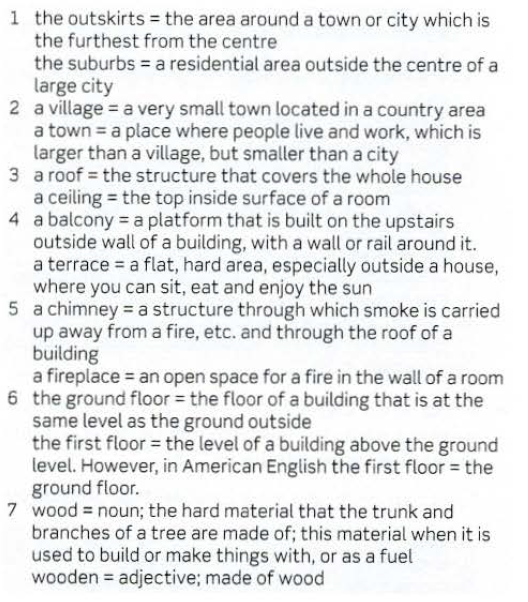 1 the outskirts = the area around a town or city which is
the furthest from the centre
the suburbs = a residential area outside the centre of a
large city
2 a village = a very small town located in a country area
a town = a place where people live and work, which is
larger than a village, but smaller than a city
3 a roof = the structure that covers the whole house
a ceiling = the top inside surface of a room
4 a balcony = a platform that is built on the upstairs
outside wall of a building, with a wall or rail around it.
a terrace = a flat, hard area, especially outside a house,
where you can sit, eat and enjoy the sun
5 a chimney = a structure through which smoke is carried
up away from a fire, etc. and through the roof of a
building
a fireplace = an open space for a fire in the wall of a room
6 the ground floor = the floor of a building that is at the
same level as the ground outside
the first floor = the level of a building above the ground
level. However, in American English the first floor = the
ground floor.
7 wood = noun; the hard material that the trunk and
branches of a tree are made of; this material when it is
used to build or make things with, or as a fuel
wooden = adjective; made of wood